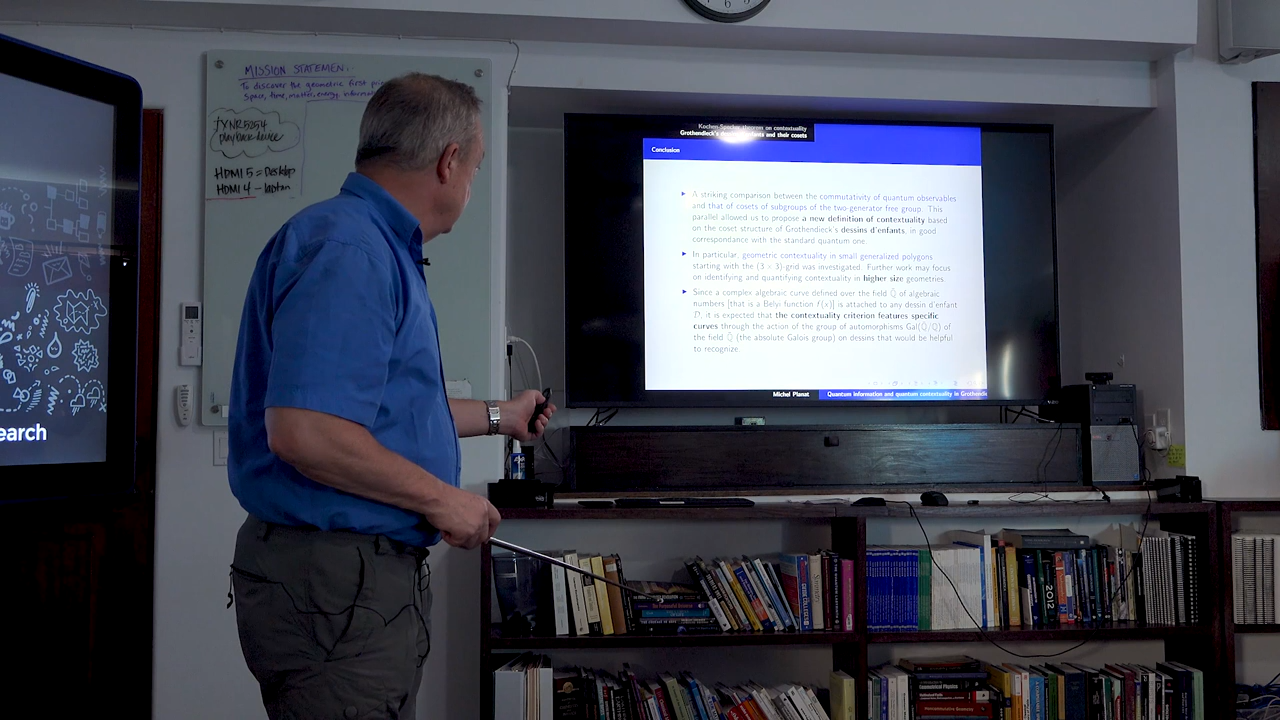 MISSION STATEMEN
To discover the geometric first
Space, time, matter, energy, informat
FXNR5254
playback-mike
HDMI 5 = Desktop
HDMI 4 - laptop
earch
Kochen-Specker theorem on contextuality
Grothendieck's dessins d'enfants and their cosets
Conclusion
A striking comparison between the commutativity of quantum observables
and that of cosets of subgroups of the two-generator free group. This
parallel allowed us to propose a new definition of contextuality based
on the coset structure of Grothendieck's dessins d'enfants, in good
correspondence with the standard quantum one.
In particular, geometric contextuality in small generalized polygons
starting with the (3 × 3)-grid was investigated. Further work may focus
on identifying and quantifying contextuality in higher size geometries.
Since a complex algebraic curve defined over the field Q̄ of algebraic
numbers [that is a Belyi function f(x)] is attached to any dessin d'enfant
D, it is expected that the contextuality criterion features specific
curves through the action of the group of automorphisms Gal(Q̄/Q) of
the field Q̄ (the absolute Galois group) on dessins that would be helpful
to recognize.
Michel Planat
Quantum information and quantum contextuality in Grothendie
2012